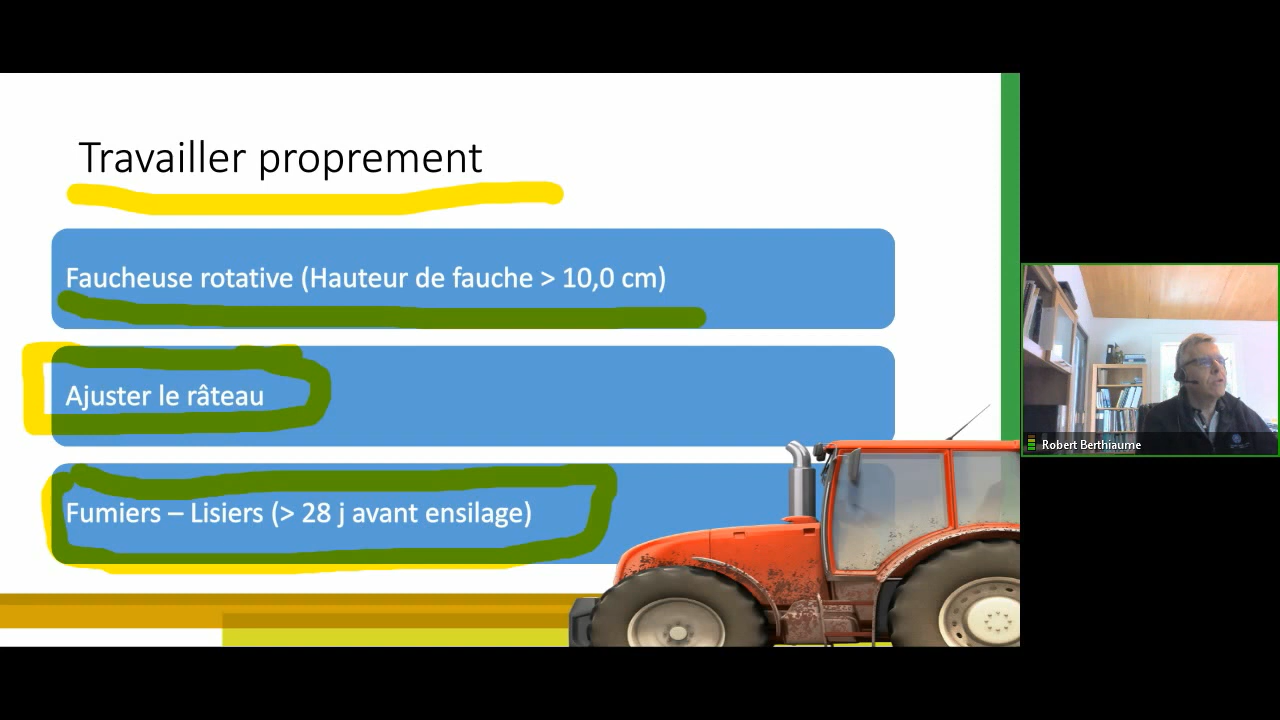 Travailler proprement
Faucheuse rotative (Hauteur de fauche > 10,0 cm)
Ajuster le râteau
Fumiers – Lisiers (> 28 j avant ensilage)
Robert Berthiaume